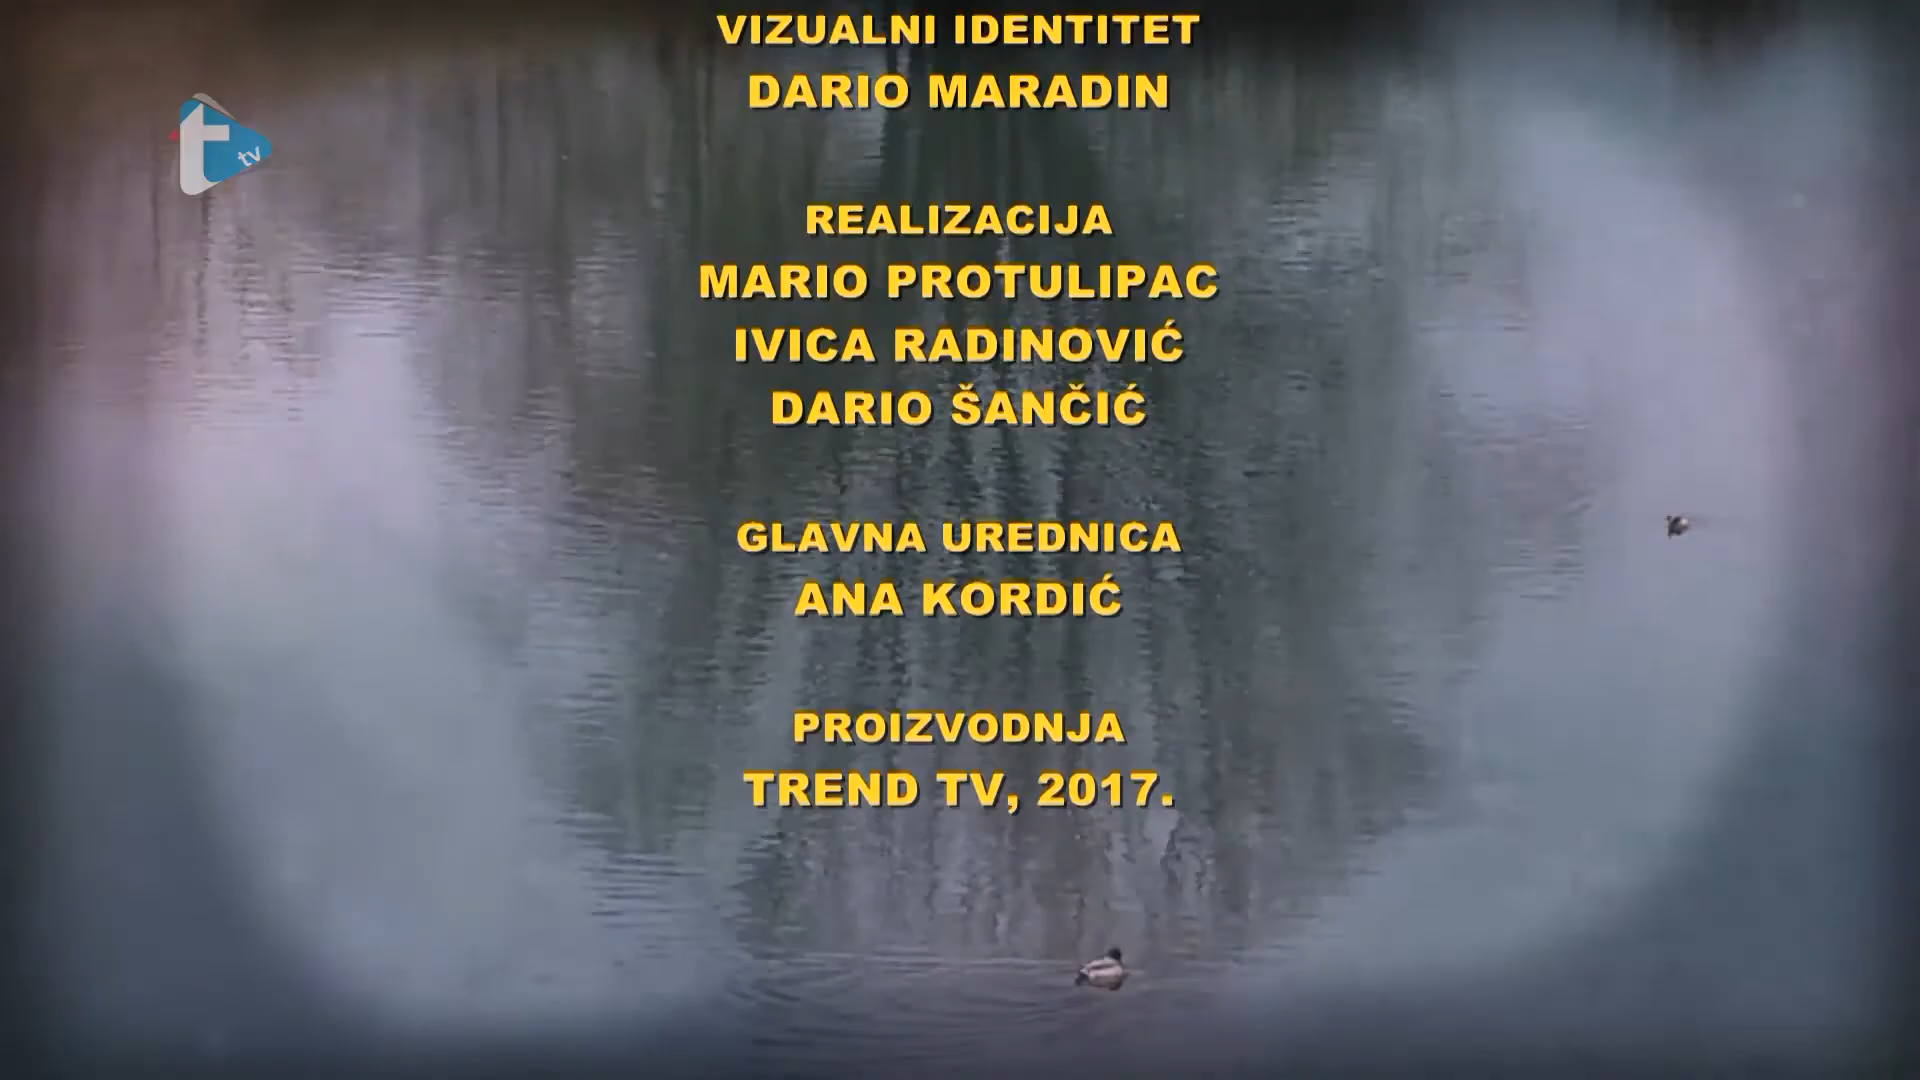 VIZUALNI IDENTITET
DARIO MARADIN
t tv
REALIZACIJA
MARIO PROTULIPAC
IVICA RADINOVIĆ
DARIO ŠANČIĆ
GLAVNA UREDNICA
ANA KORDIĆ
PROIZVODNJA
TREND TV, 2017.